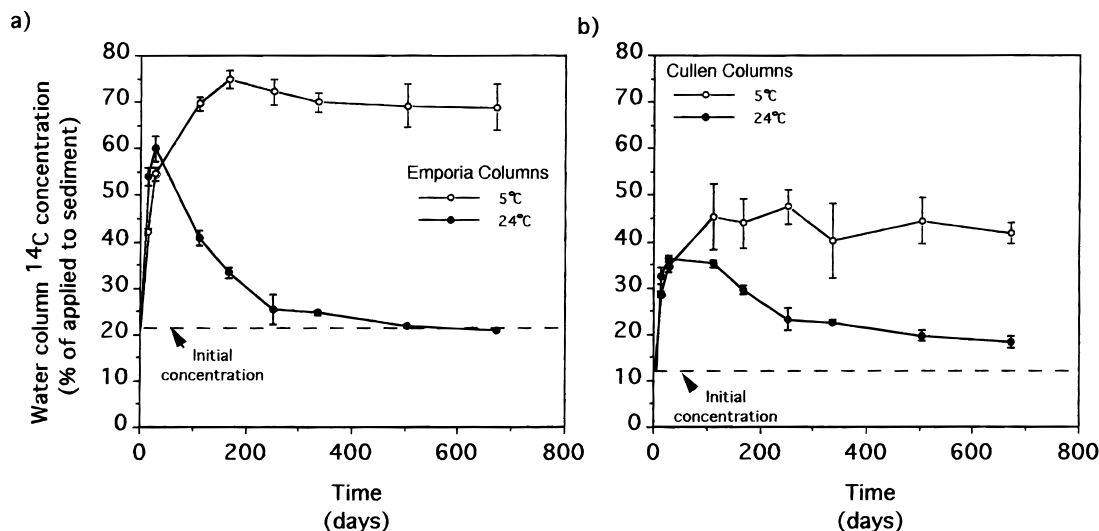 a)
Water column 14C concentration
(% of applied to sediment)
80
70
60
50
40
30
20
10
0
Emporia Columns
5°C
24°C
Initial
concentration
0
200
400
600
800
Time
(days)
b)
80
70
60
50
40
30
20
10
0
Cullen Columns
5°C
24°C
Initial
concentration
0
200
400
600
800
Time
(days)